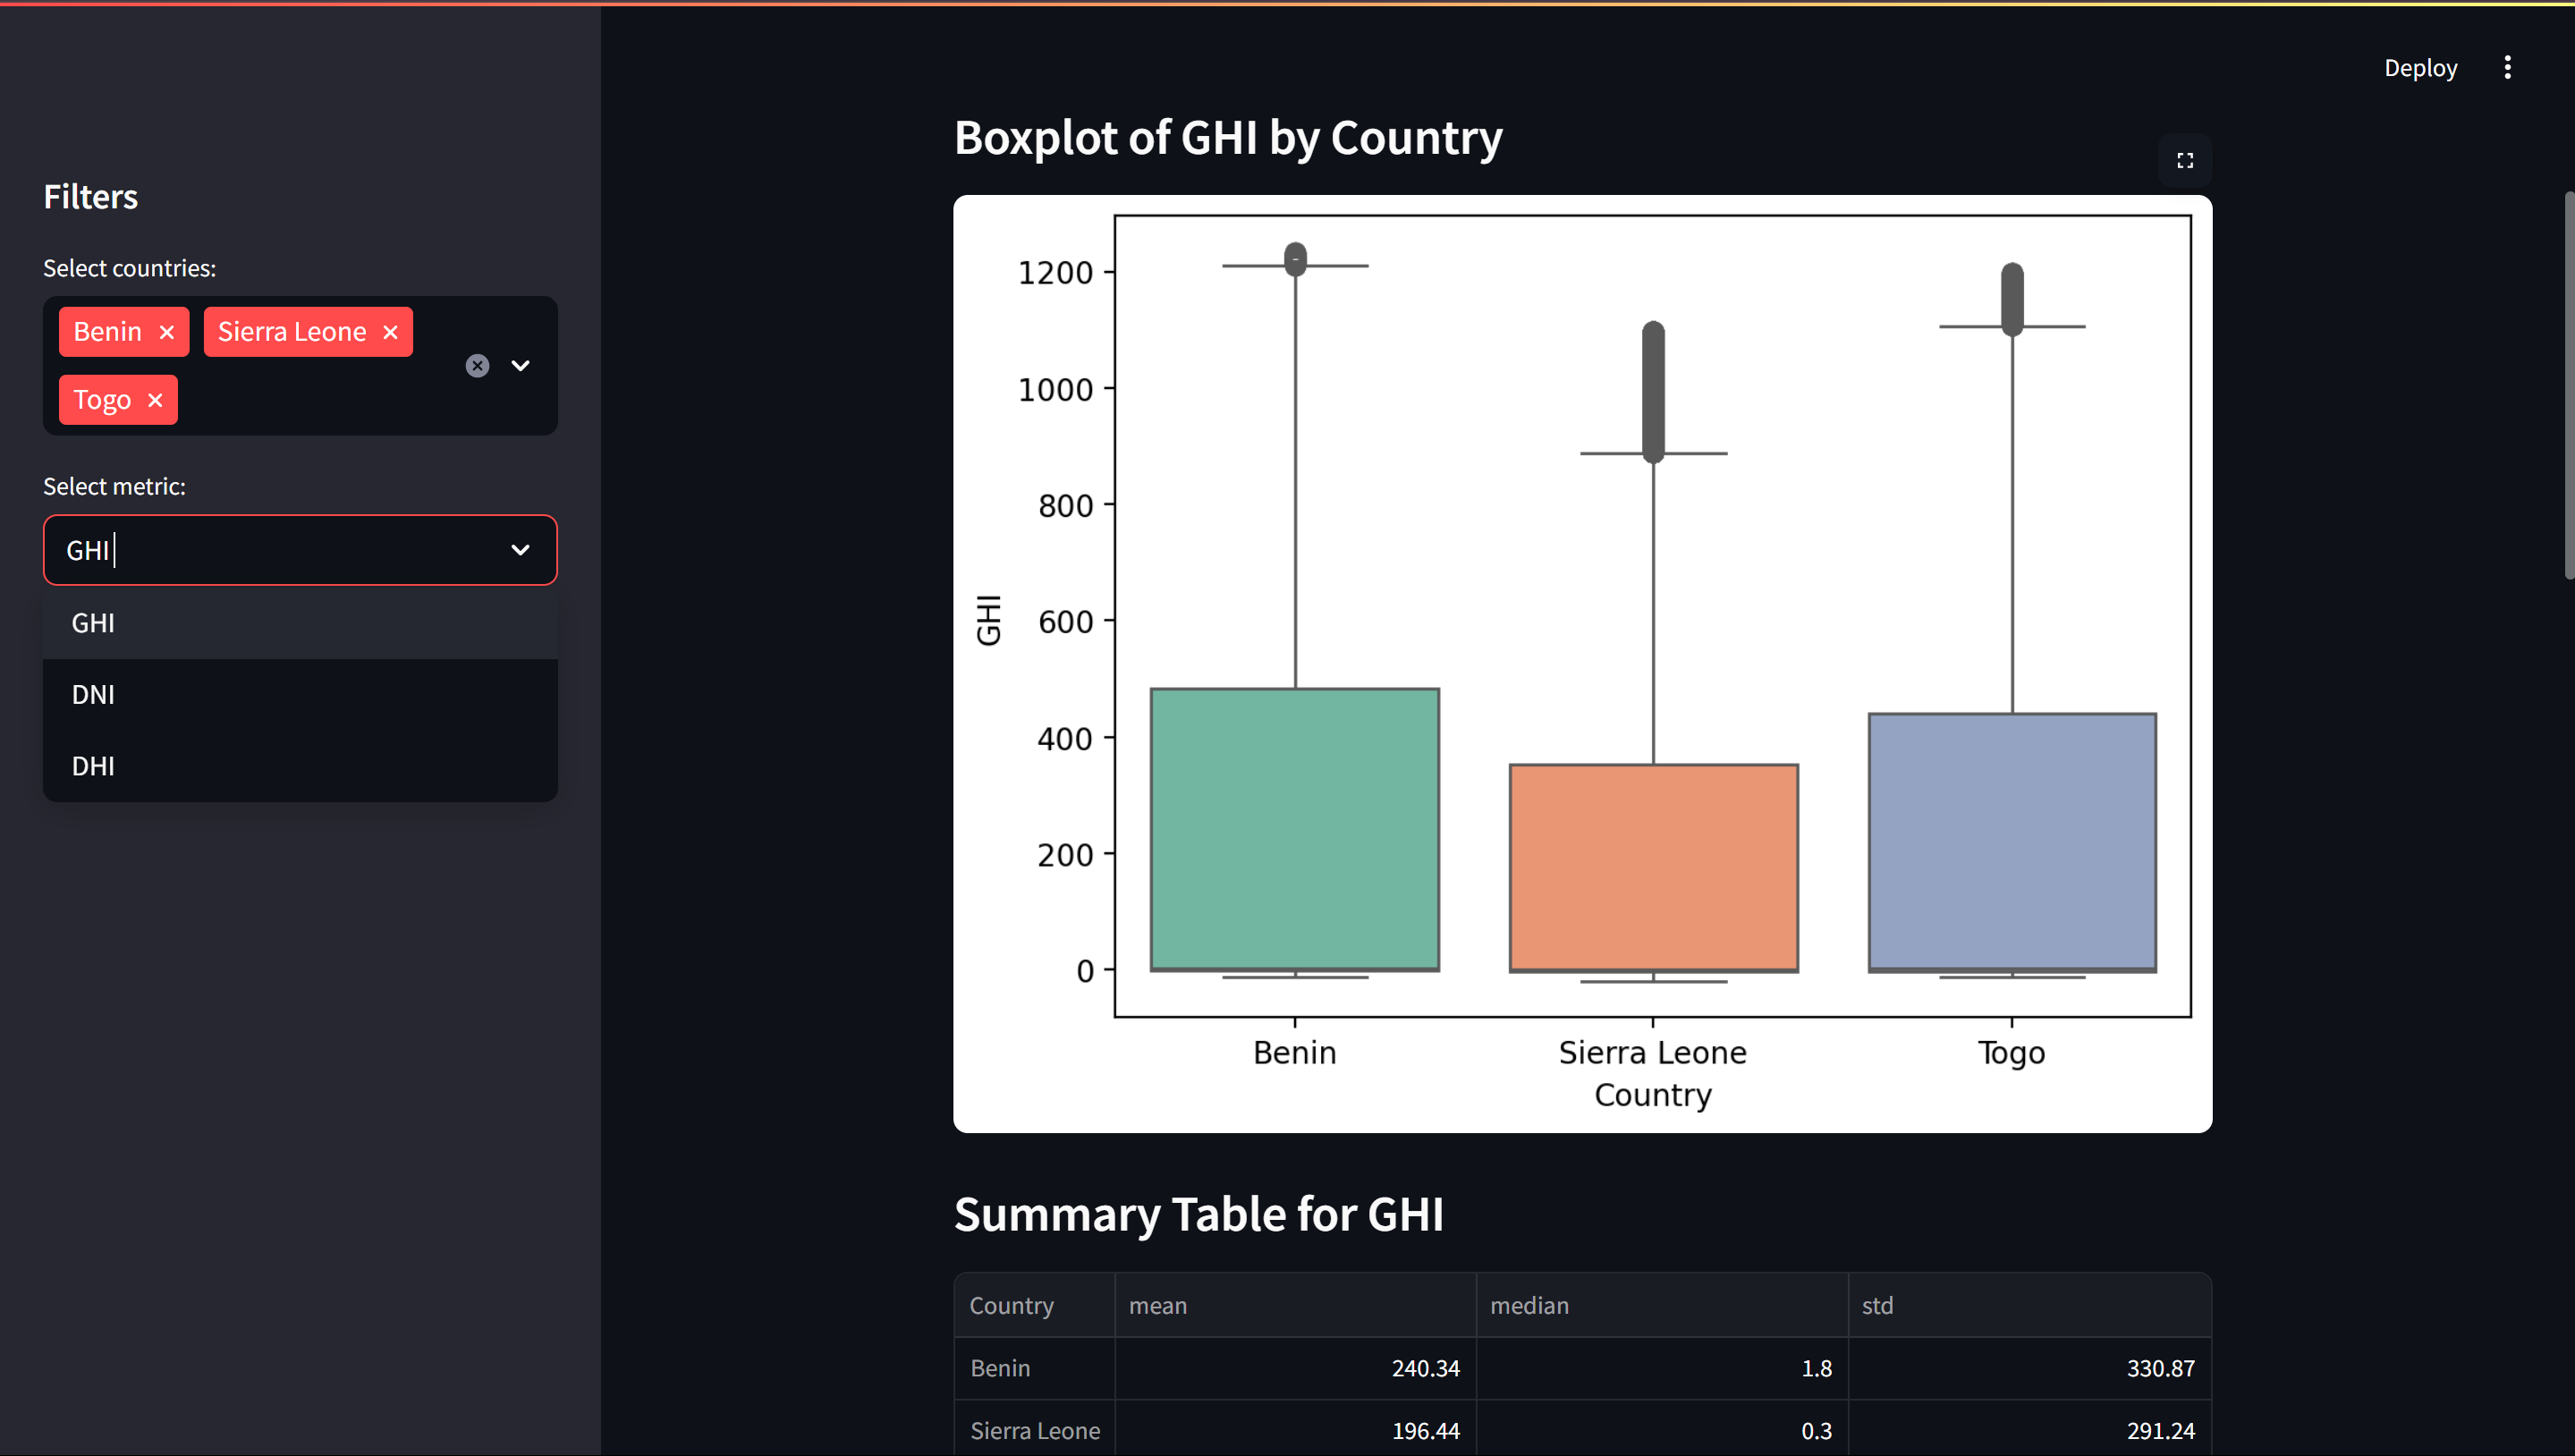 Deploy
Filters
Select countries:
Benin
Sierra Leone
Togo
Select metric:
GHI
GHI
DNI
DHI
Boxplot of GHI by Country
1200
1000
800
600
400
200
0
GHI
Benin Sierra Leone Togo
Country
Summary Table for GHI
Country mean median std
Benin 240.34 1.8 330.87
Sierra Leone 196.44 0.3 291.24